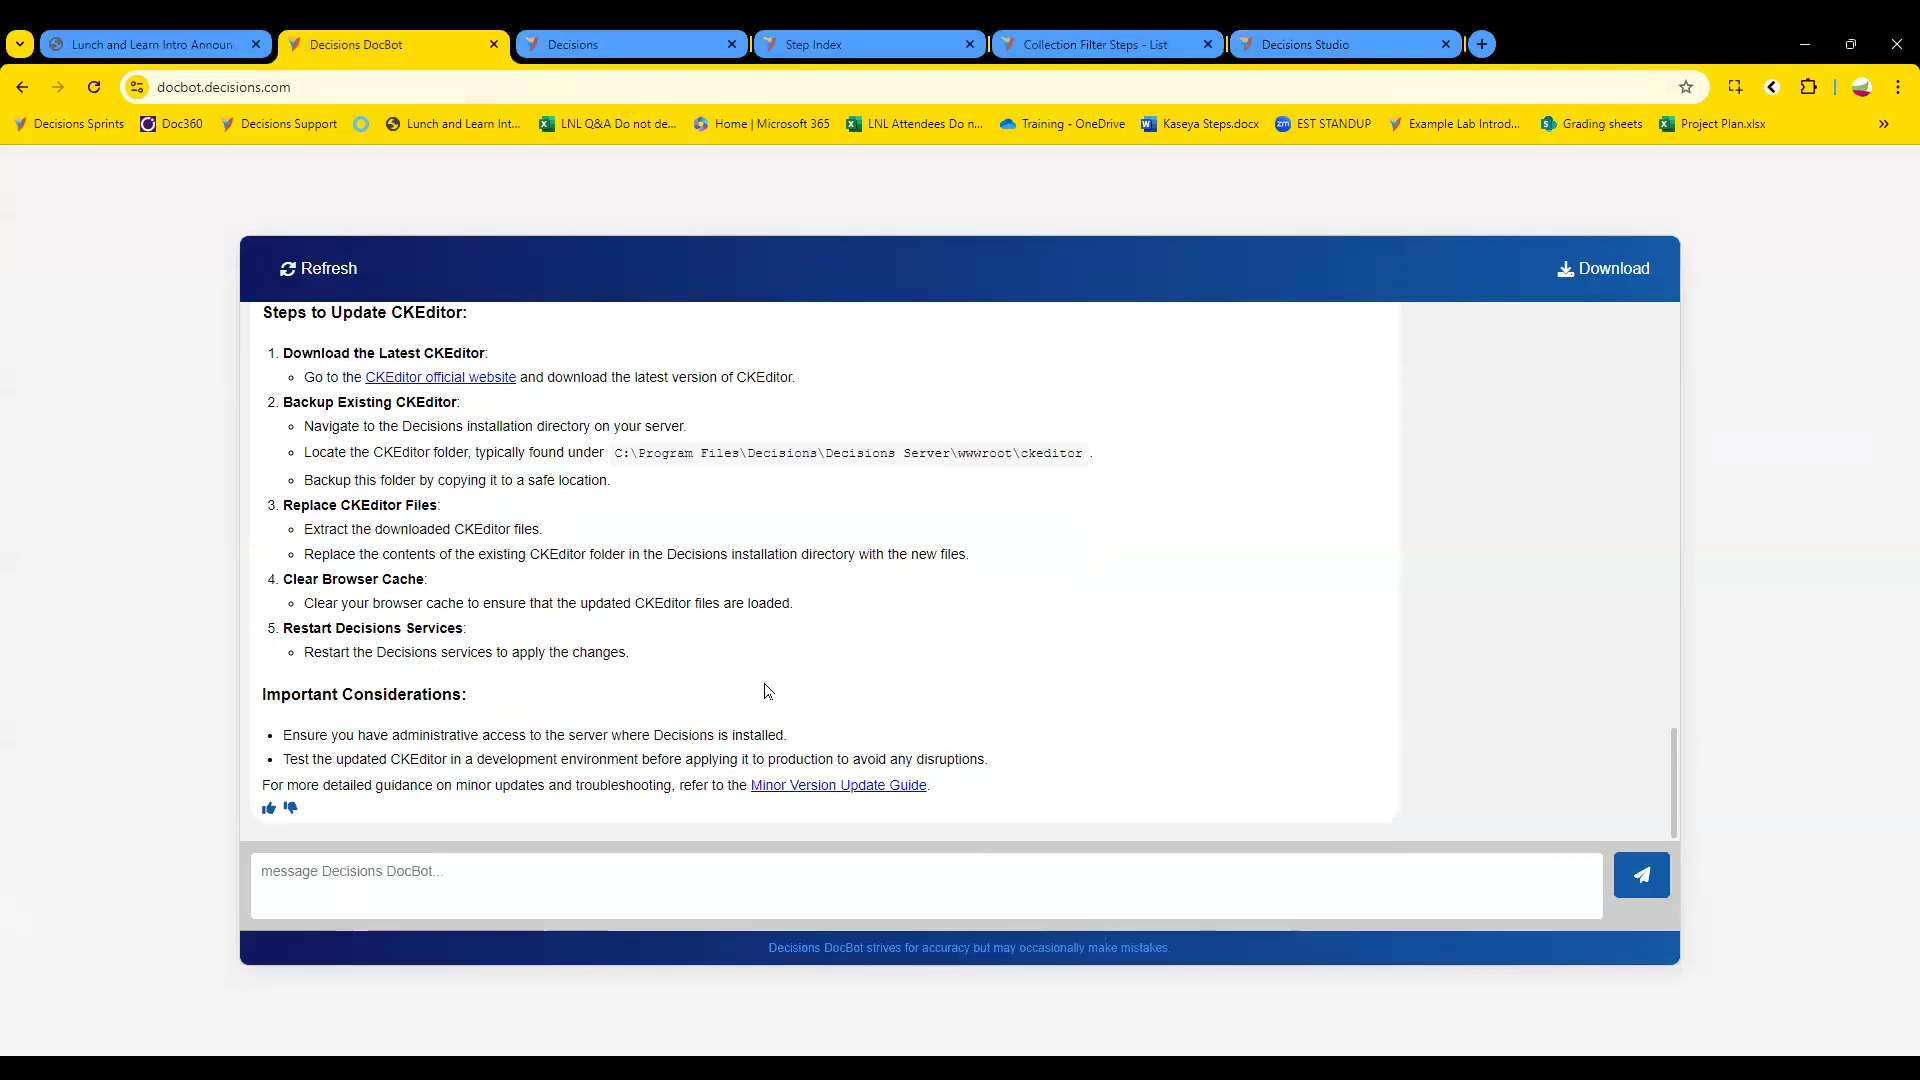 Lunch and Learn Intro Announ
Decisions DocBot
Decisions
Step Index
Collection Filter Steps - List
Decisions Studio
docbot.decisions.com
Decisions Sprints
Doc360
Decisions Support
Lunch and Learn Int...
LNL Q&A Do not de...
Home | Microsoft 365
LNL Attendees Do n...
Training - OneDrive
Kaseya Steps.docx
EST STANDUP
Example Lab Introd...
Grading sheets
Project Plan.xlsx
»
Refresh
Download
Steps to Update CKEditor:
1. Download the Latest CKEditor:
Go to the CKEditor official website and download the latest version of CKEditor.
2. Backup Existing CKEditor:
Navigate to the Decisions installation directory on your server.
Locate the CKEditor folder, typically found under C:\Program Files\Decisions\Decisions Server\wwwroot\ckeditor .
Backup this folder by copying it to a safe location.
3. Replace CKEditor Files:
Extract the downloaded CKEditor files.
Replace the contents of the existing CKEditor folder in the Decisions installation directory with the new files.
4. Clear Browser Cache:
Clear your browser cache to ensure that the updated CKEditor files are loaded.
5. Restart Decisions Services:
Restart the Decisions services to apply the changes.
Important Considerations:
Ensure you have administrative access to the server where Decisions is installed.
Test the updated CKEditor in a development environment before applying it to production to avoid any disruptions.
For more detailed guidance on minor updates and troubleshooting, refer to the Minor Version Update Guide.
message Decisions DocBot...
Decisions DocBot strives for accuracy but may occasionally make mistakes.